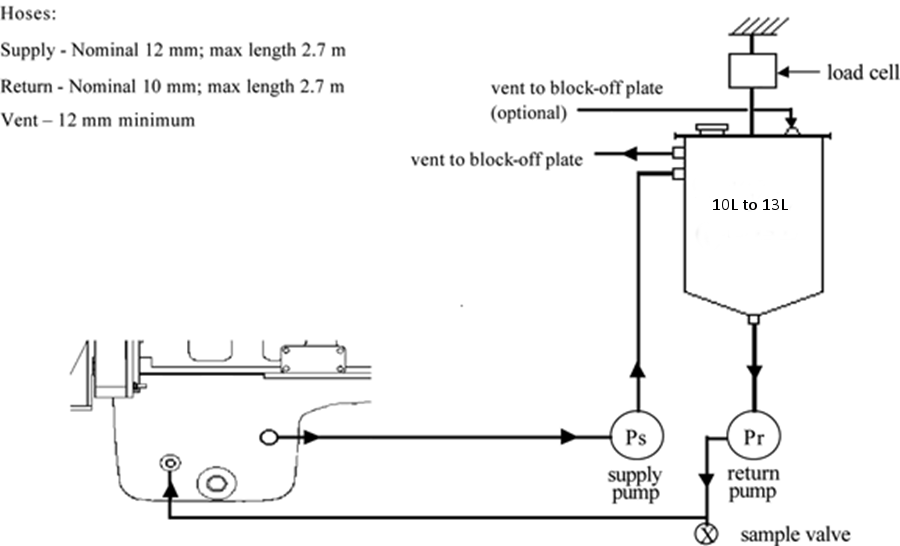 Hoses:
Supply - Nominal 12 mm; max length 2.7 m
Return - Nominal 10 mm; max length 2.7 m
Vent – 12 mm minimum
load cell
vent to block-off plate
(optional)
vent to block-off plate
10L to 13L
Ps
supply
pump
Pr
return
pump
X
sample valve